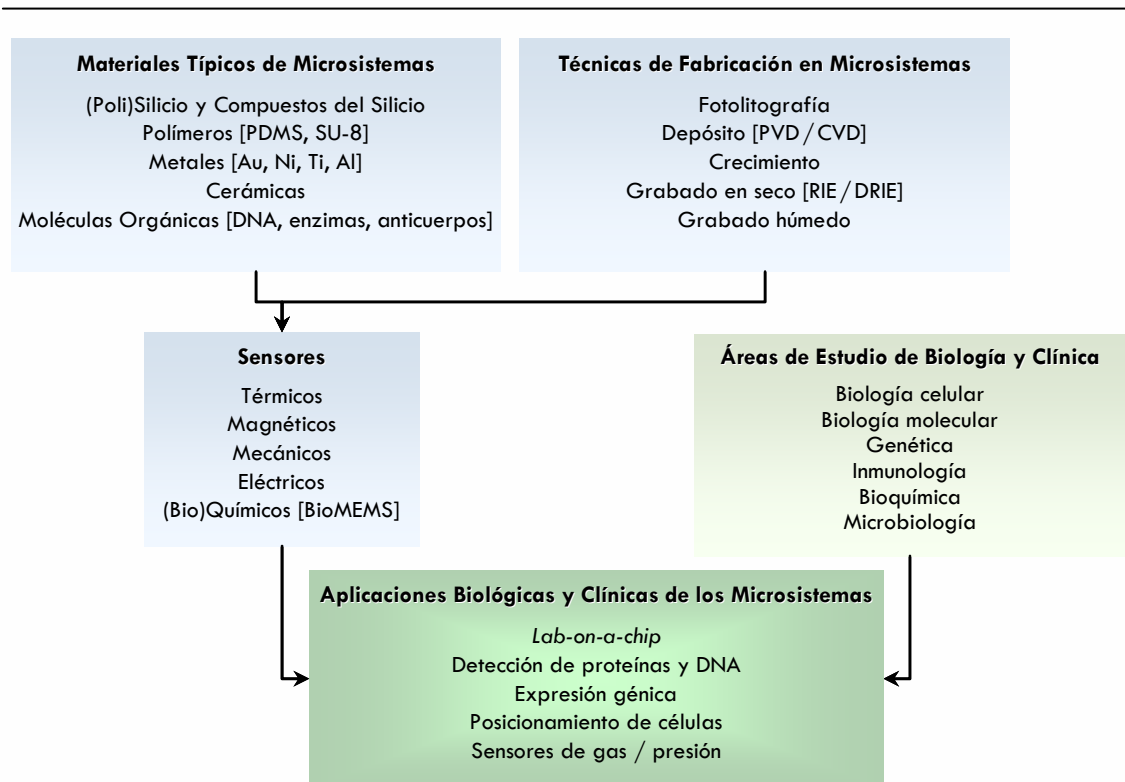 Materiales Típicos de Microsistemas
(Poli)Silicio y Compuestos del Silicio
Polímeros [PDMS, SU-8]
Metales [Au, Ni, Ti, Al]
Cerámicas
Moléculas Orgánicas [DNA, enzimas, anticuerpos]
Técnicas de Fabricación en Microsistemas
Fotolitografía
Depósito [PVD / CVD]
Crecimiento
Grabado en seco [RIE / DRIE]
Grabado húmedo
Sensores
Térmicos
Magnéticos
Mecánicos
Eléctricos
(Bio)Químicos [BioMEMS]
Áreas de Estudio de Biología y Clínica
Biología celular
Biología molecular
Genética
Inmunología
Bioquímica
Microbiología
Aplicaciones Biológicas y Clínicas de los Microsistemas
Lab-on-a-chip
Detección de proteínas y DNA
Expresión génica
Posicionamiento de células
Sensores de gas / presión